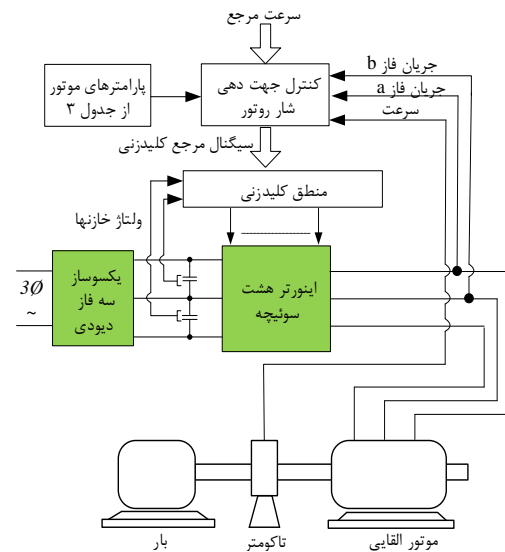 سرعت مرجع
پارامترهای موتور
از جدول ۳
کنترل جهت دهی
شار روتور
جریان فاز b
جریان فاز a
سرعت
سیگنال مرجع کلیدزنی
منطق کلیدزنی
ولتاژ خازنها
3Ø
~
یکسوساز
سه فاز
دیودی
اینورتر هشت
سوئیچه
بار
تاکومتر
موتور القایی